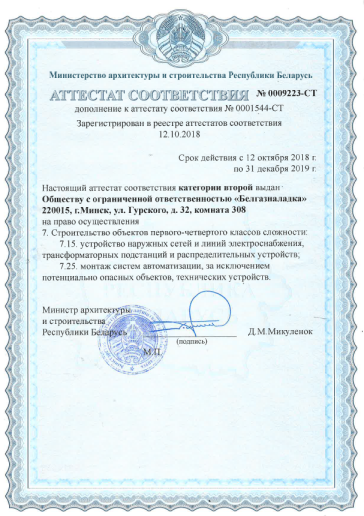 Министерство архитектуры и строительства Республики Беларусь
АТТЕСТАТ СООТВЕТСТВИЯ № 0009223-СТ
дополнение к аттестату соответствия № 0001544-СТ
Зарегистрирован в реестре аттестатов соответствия
12.10.2018
Срок действия с 12 октября 2018 г.
по 31 декабря 2019 г.
Настоящий аттестат соответствия категории второй выдан
Обществу с ограниченной ответственностью «Белгазналадка»
220015, г.Минск, ул. Гурского, д. 32, комната 308
на право осуществления
7. Строительство объектов первого-четвертого классов сложности:
7.15. устройство наружных сетей и линий электроснабжения,
трансформаторных подстанций и распределительных устройств;
7.25. монтаж систем автоматизации, за исключением
потенциально опасных объектов, технических устройств.
Министр архитектуры
и строительства
Республики Беларусь
Д.М.Микуленок
(подпись)
М.П.